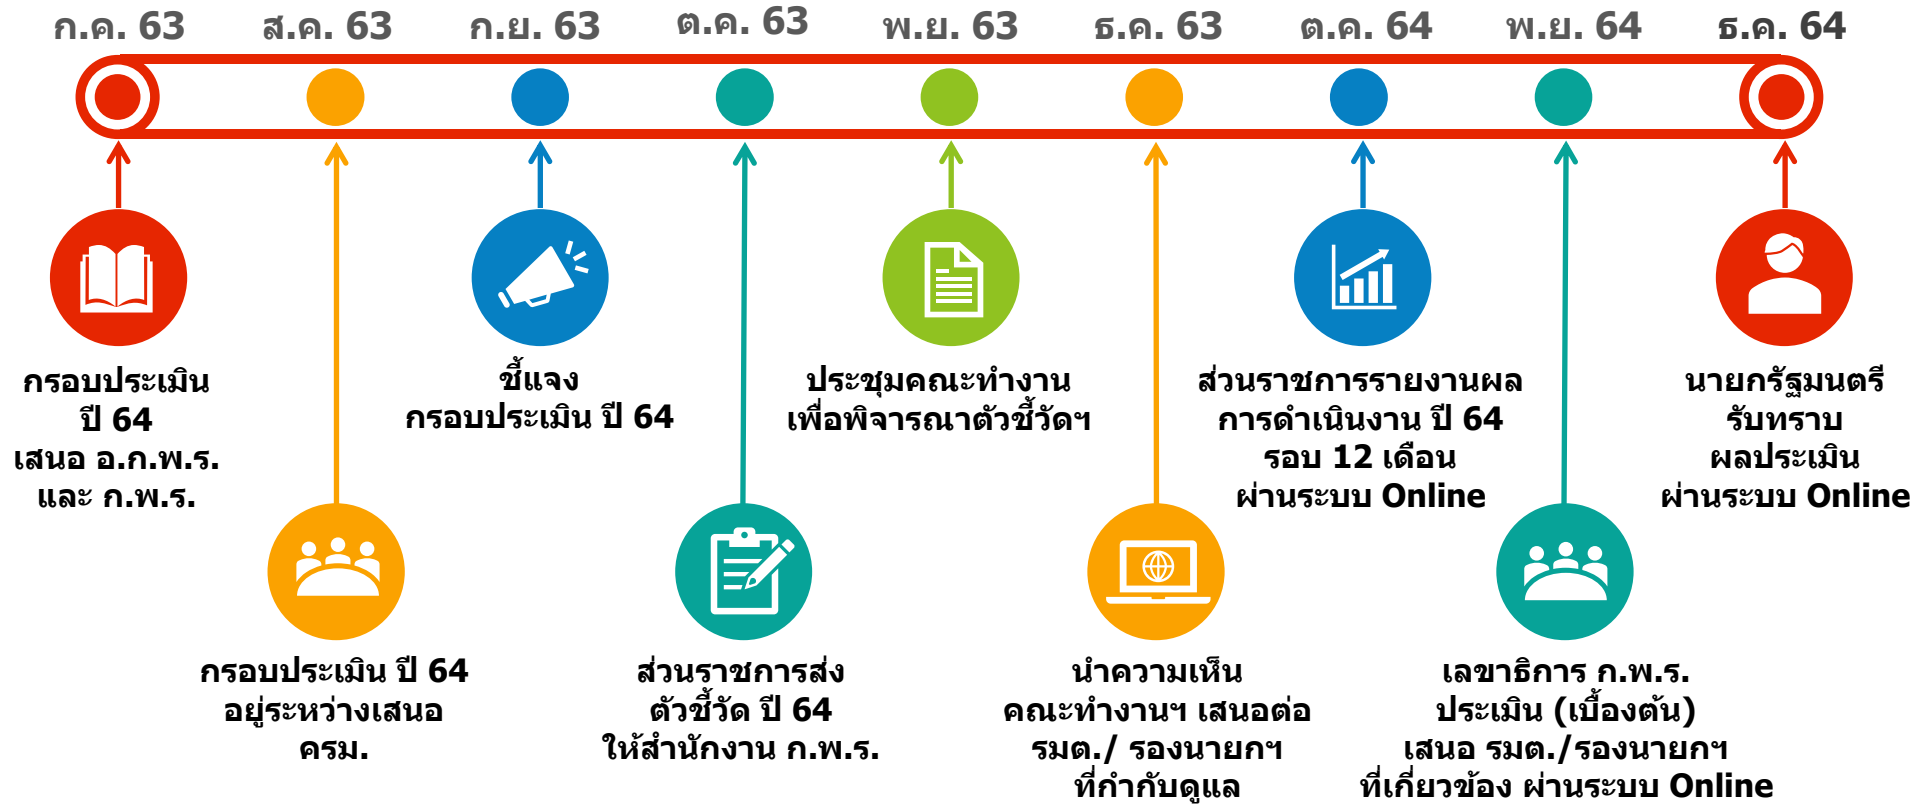 ก.ค. 63
ส.ค. 63
ก.ย. 63
ต.ค. 63
พ.ย. 63
ธ.ค. 63
ต.ค. 64
พ.ย. 64
ธ.ค. 64
กรอบประเมิน
ปี 64
เสนอ อ.ก.พ.ร.
และ ก.พ.ร.
ชี้แจง
กรอบประเมิน ปี 64
ประชุมคณะทำงาน
เพื่อพิจารณาตัวชี้วัดฯ
ส่วนราชการรายงานผล
การดำเนินงาน ปี 64
รอบ 12 เดือน
ผ่านระบบ Online
นายกรัฐมนตรี
รับทราบ
ผลประเมิน
ผ่านระบบ Online
กรอบประเมิน ปี 64
อยู่ระหว่างเสนอ
ครม.
ส่วนราชการส่ง
ตัวชี้วัด ปี 64
ให้สำนักงาน ก.พ.ร.
นำความเห็น
คณะทำงานฯ เสนอต่อ
รมต./ รองนายกฯ
ที่กำกับดูแล
เลขาธิการ ก.พ.ร.
ประเมิน (เบื้องต้น)
เสนอ รมต./รองนายกฯ
ที่เกี่ยวข้อง ผ่านระบบ Online